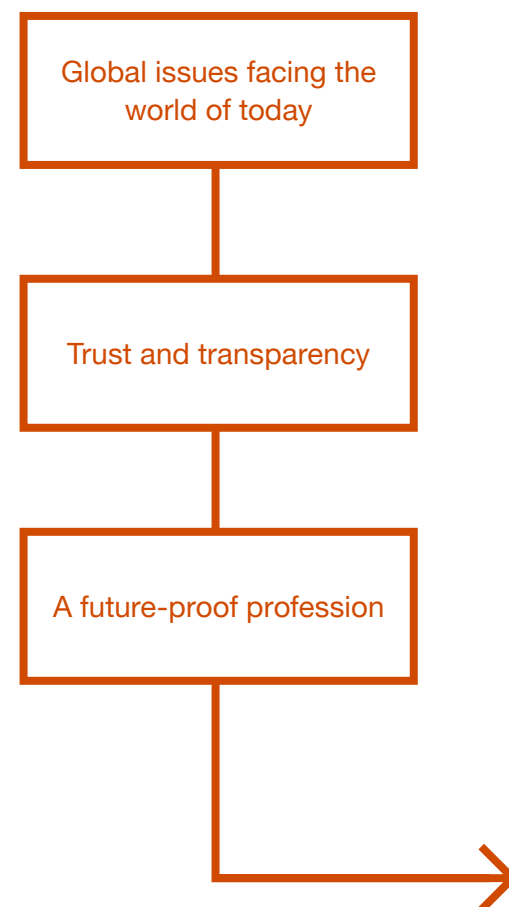 Global issues facing the
world of today
Trust and transparency
A future-proof profession